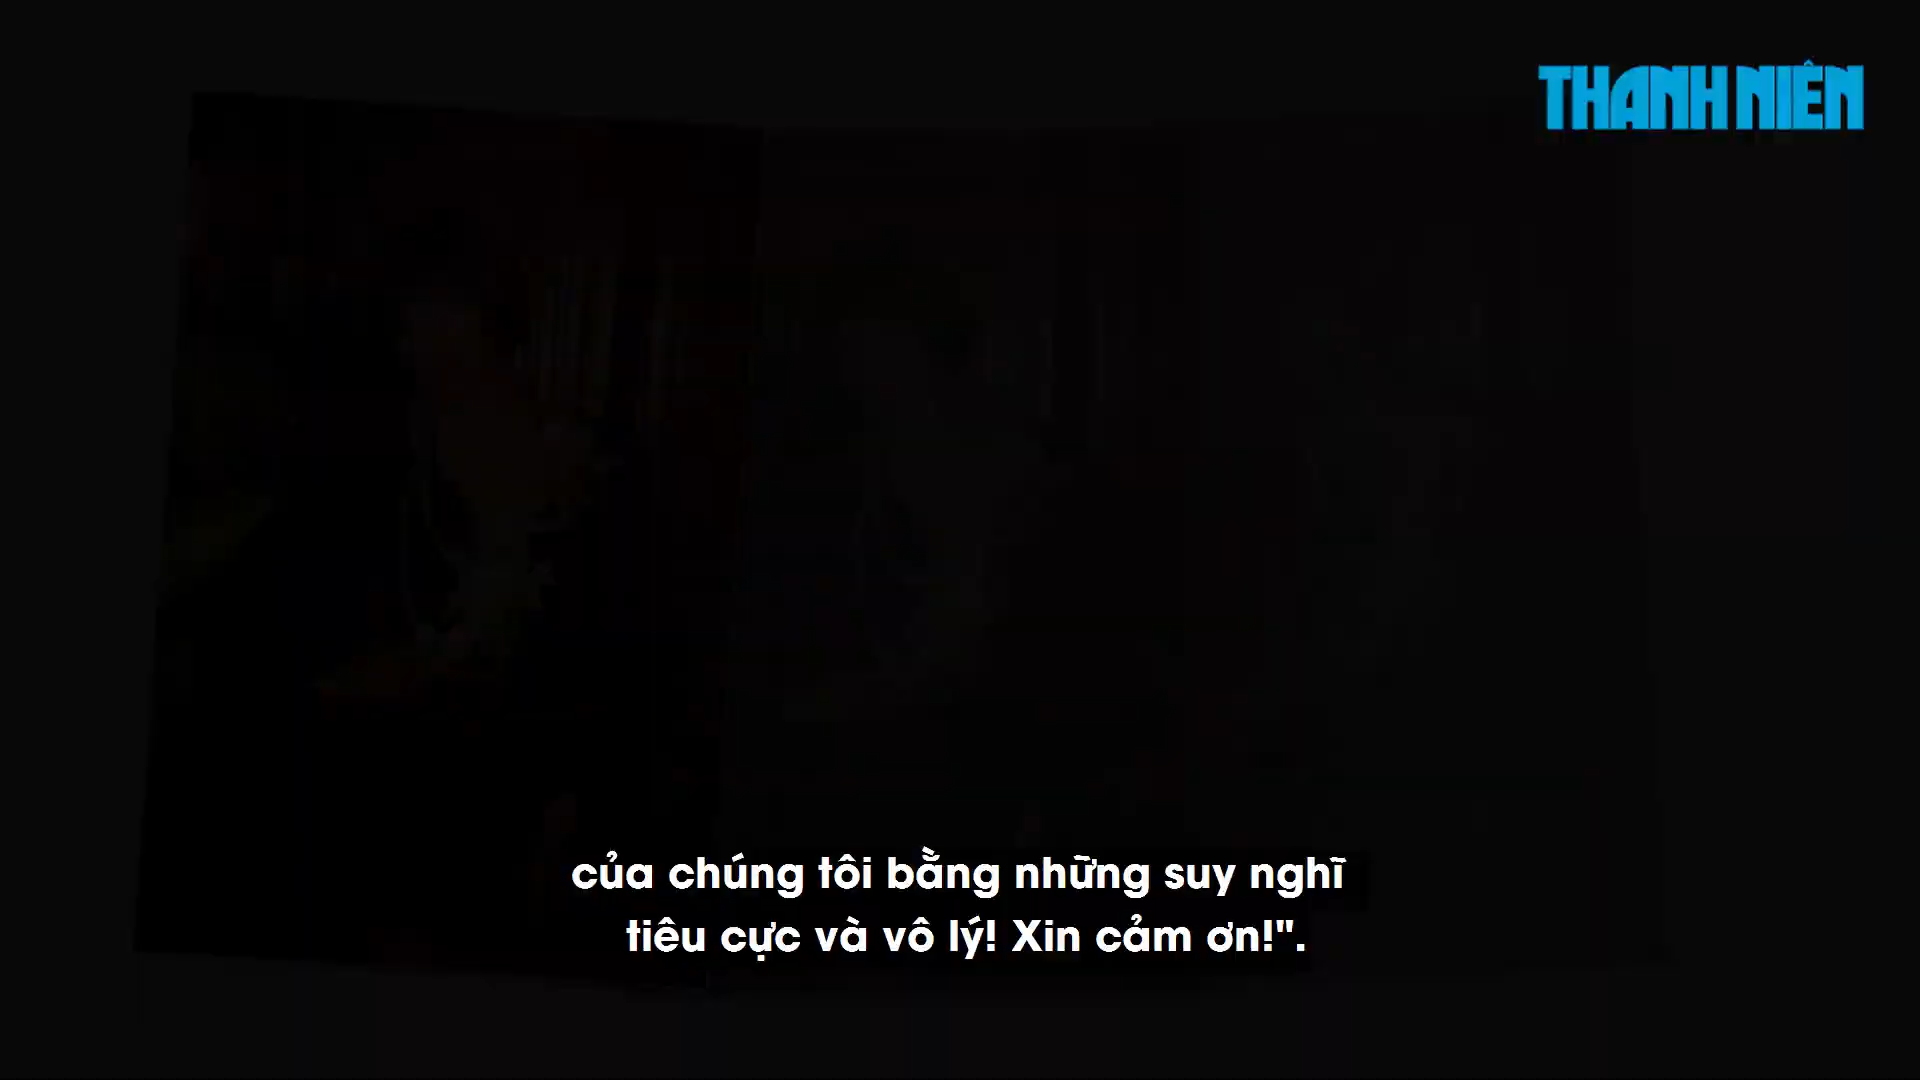 THANH NIÊN
của chúng tôi bằng những suy nghĩ
tiêu cực và vô lý! Xin cảm ơn!".